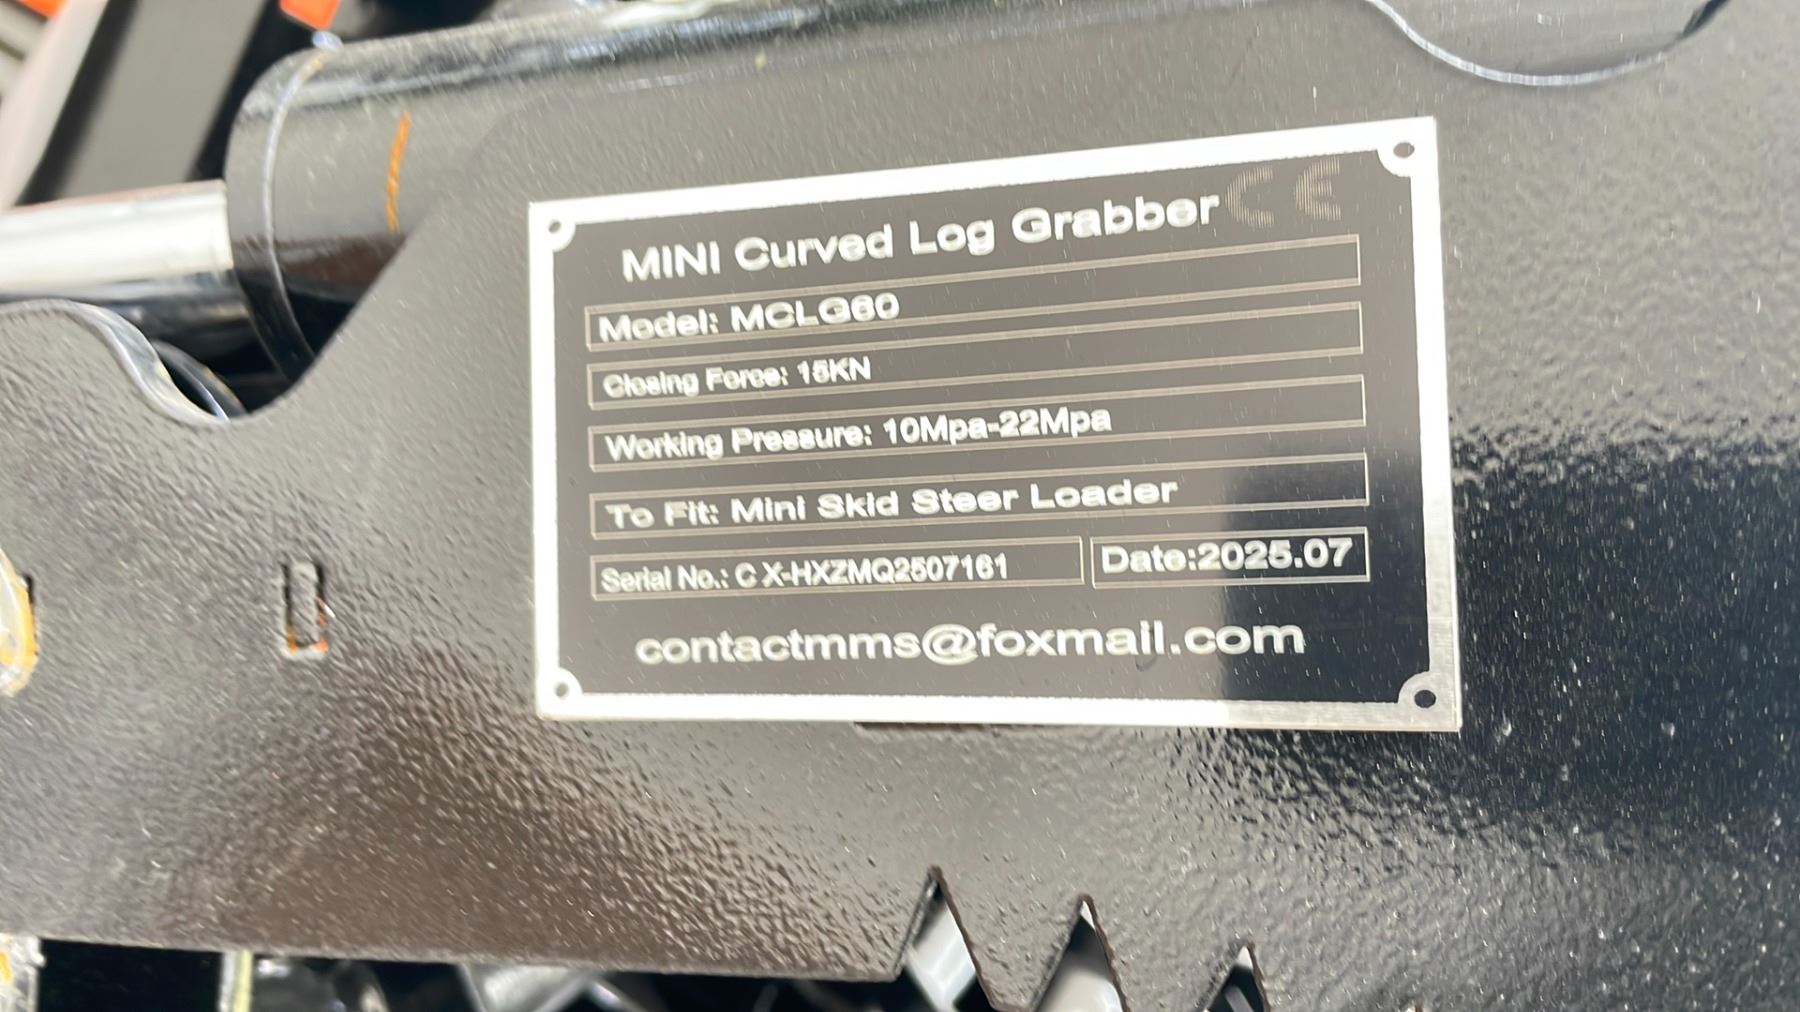 MINI Curved Log Grabber CE
Model: MCLG60
Closing Force: 15KN
Working Pressure: 10Mpa-22Mpa
To Fit: Mini Skid Steer Loader
Serial No.: C X-HXZMQ2507161 Date:2025.07
contactmms@foxmail.com